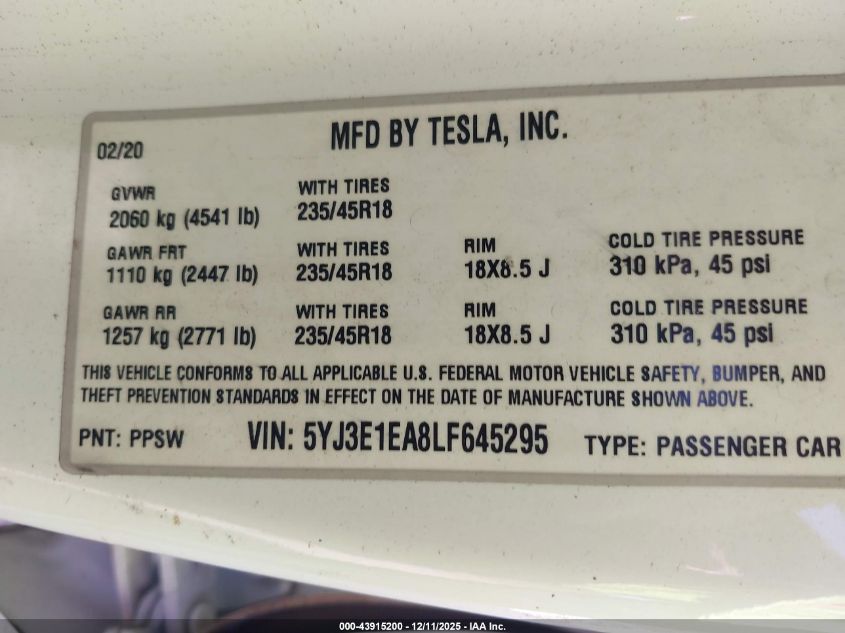 MFD BY TESLA, INC.
02/20
GVWR WITH TIRES
2060 kg (4541 lb) 235/45R18
GAWR FRT WITH TIRES RIM COLD TIRE PRESSURE
1110 kg (2447 lb) 235/45R18 18X8.5 J 310 kPa, 45 psi
GAWR RR WITH TIRES RIM COLD TIRE PRESSURE
1257 kg (2771 lb) 235/45R18 18X8.5 J 310 kPa, 45 psi
THIS VEHICLE CONFORMS TO ALL APPLICABLE U.S. FEDERAL MOTOR VEHICLE SAFETY, BUMPER, AND
THEFT PREVENTION STANDARDS IN EFFECT ON THE DATE OF MANUFACTURE SHOWN ABOVE.
PNT: PPSW VIN: 5YJ3E1EA8LF645295 TYPE: PASSENGER CAR
000-43915200 - 12/11/2025 - IAA Inc.